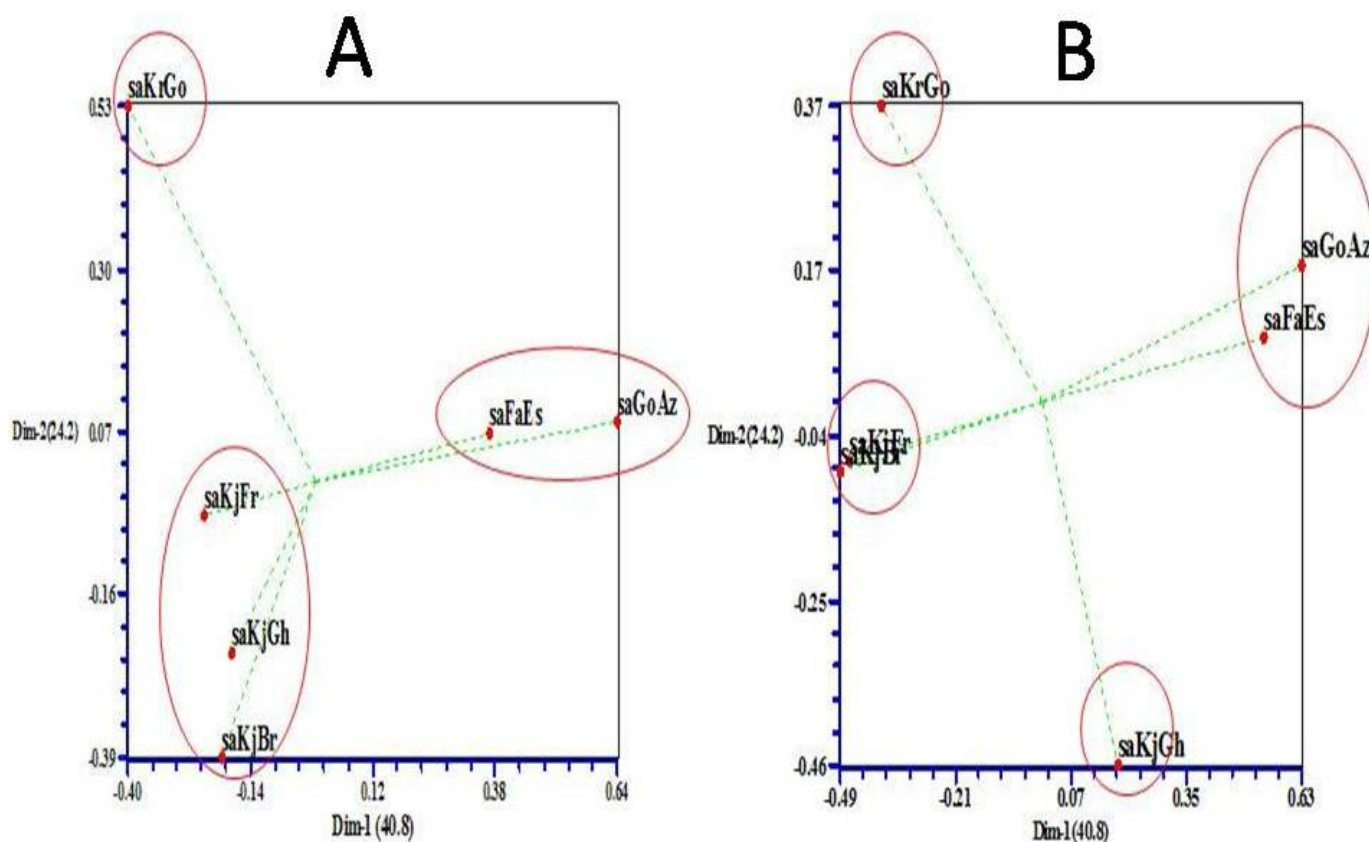 A
saKrGo
0.53
0.30
Dim-2(24.2)
0.07
-0.16
-0.39
saFaEs
saGoAz
saKjFr
saKjGh
saKjBr
-0.40
-0.14
0.12
0.38
0.64
Dim-1 (40.8)
B
saKrGo
0.37
0.17
Dim-2(24.2)
-0.04
-0.25
-0.46
saGoAz
saFaEs
saKjFr
saKjBr
saKjGh
-0.49
-0.21
0.07
0.35
0.63
Dim-1(40.8)